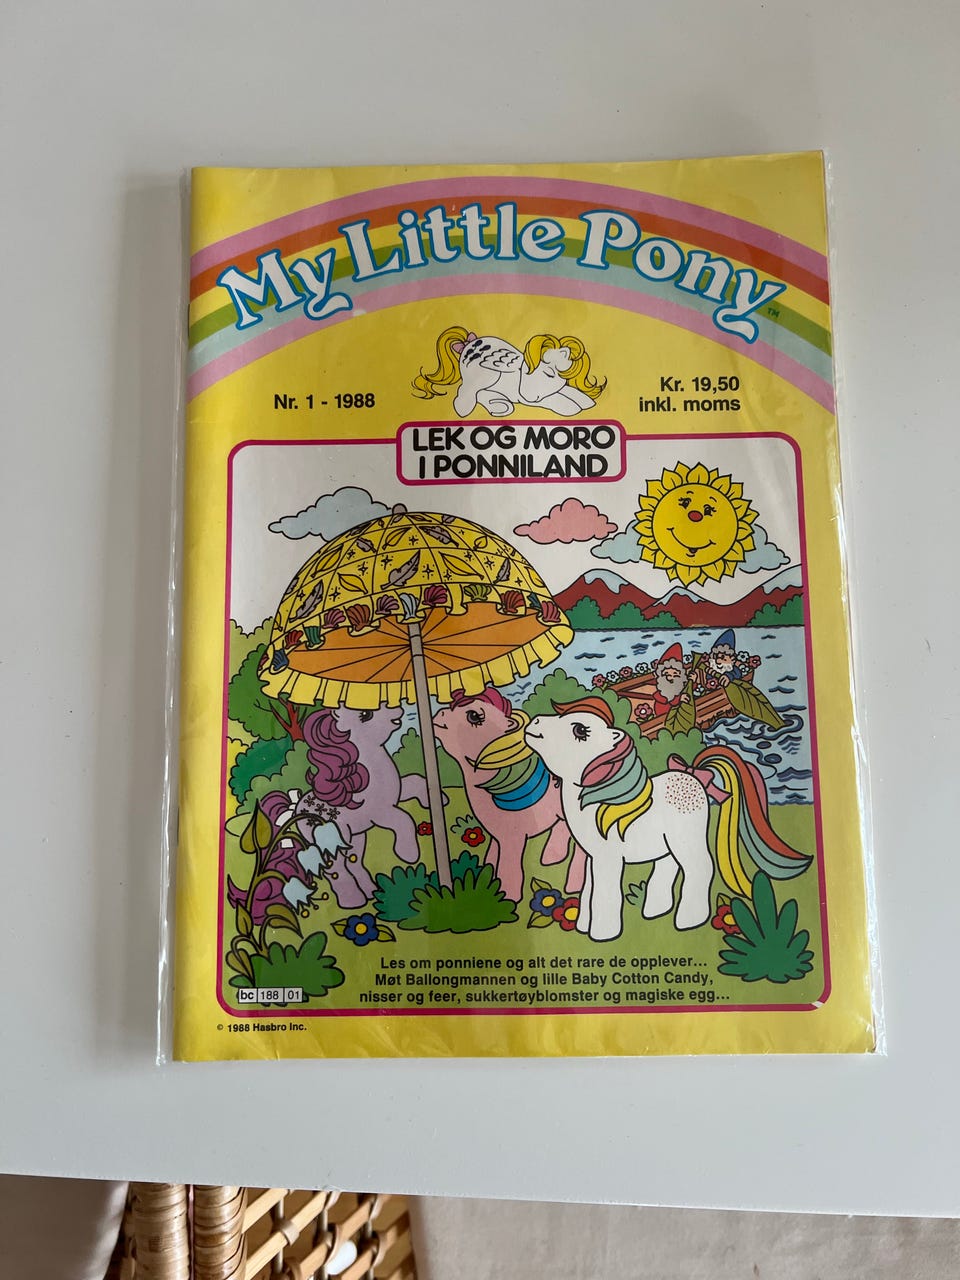 My Little Pony™
Nr. 1 - 1988
Kr. 19,50
inkl. moms
LEK OG MORO
I PONNILAND
Les om ponniene og alt det rare de opplever...
Møt Ballongmannen og lille Baby Cotton Candy,
nisser og feer, sukkertøyblomster og magiske egg...
bc 188 01
© 1988 Hasbro Inc.